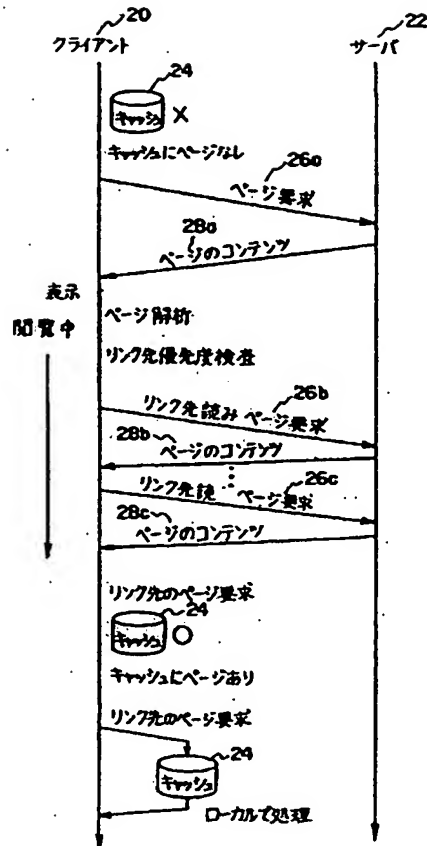 20
22
クライアント
サーバ
24
キャッシュ ×
キャッシュにページなし
26a
ページ要求
28a
ページのコンテンツ
表示
閲覧中
ページ解析
リンク先優先度検査
26b
リンク先読み ページ要求
28b
ページのコンテンツ
26c
リンク先読 ページ要求
28c
ページのコンテンツ
リンク先のページ要求
24
キャッシュ ○
キャッシュにページあり
リンク先のページ要求
24
キャッシュ
ローカルで処理